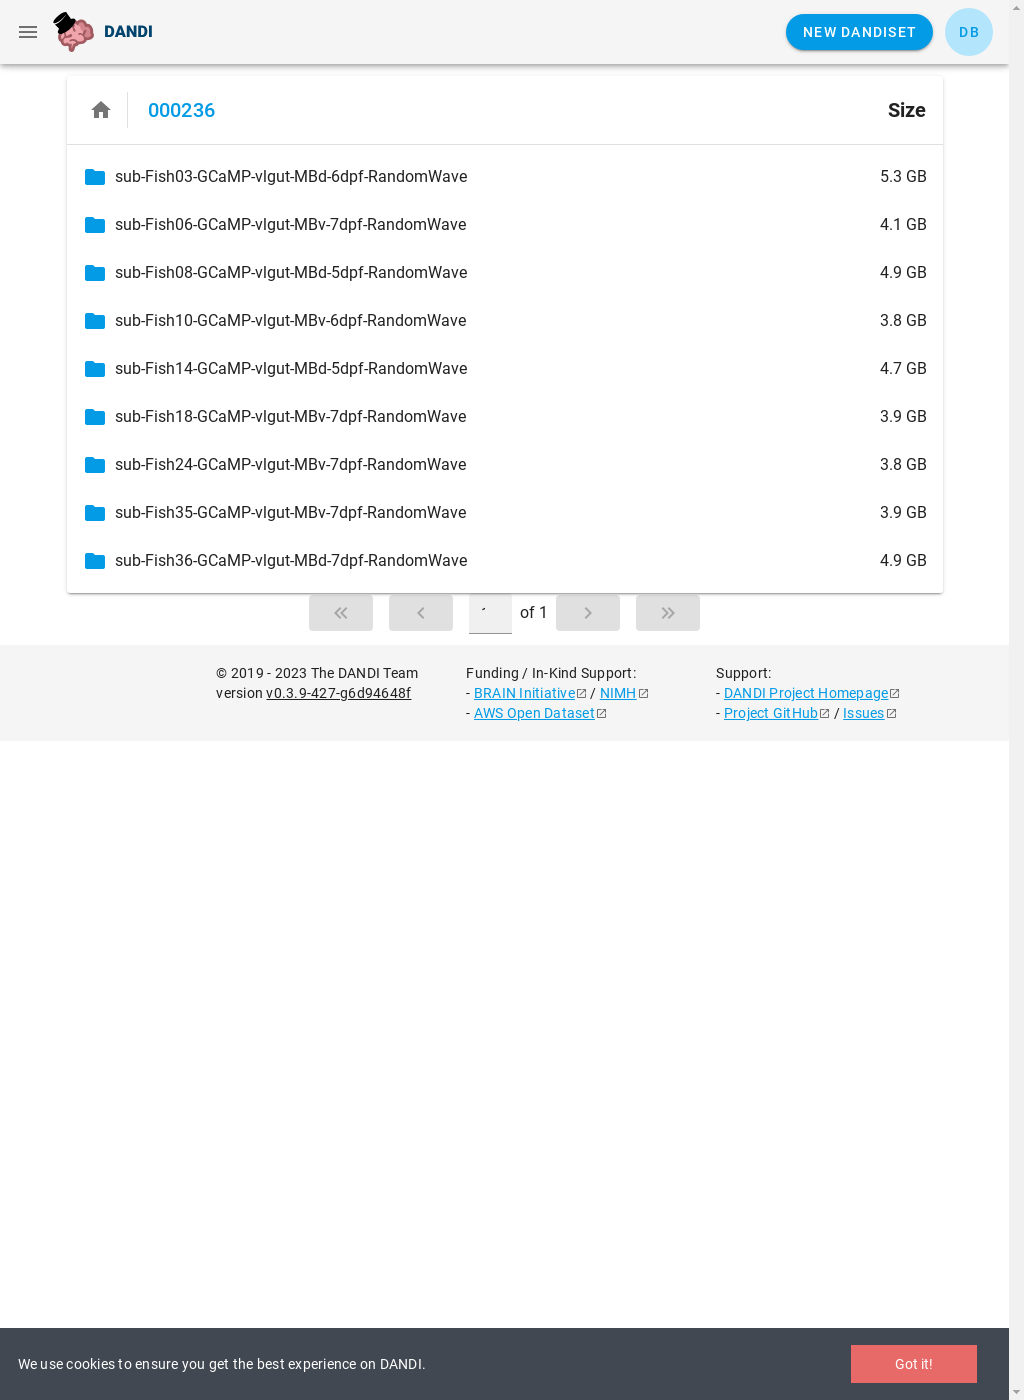 DANDI
NEW DANDISET
DB
000236
Size
sub-Fish03-GCaMP-vlgut-MBd-6dpf-RandomWave 5.3 GB
sub-Fish06-GCaMP-vlgut-MBv-7dpf-RandomWave 4.1 GB
sub-Fish08-GCaMP-vlgut-MBd-5dpf-RandomWave 4.9 GB
sub-Fish10-GCaMP-vlgut-MBv-6dpf-RandomWave 3.8 GB
sub-Fish14-GCaMP-vlgut-MBd-5dpf-RandomWave 4.7 GB
sub-Fish18-GCaMP-vlgut-MBv-7dpf-RandomWave 3.9 GB
sub-Fish24-GCaMP-vlgut-MBv-7dpf-RandomWave 3.8 GB
sub-Fish35-GCaMP-vlgut-MBv-7dpf-RandomWave 3.9 GB
sub-Fish36-GCaMP-vlgut-MBd-7dpf-RandomWave 4.9 GB
of 1
© 2019 - 2023 The DANDI Team
version v0.3.9-427-g6d94648f
Funding / In-Kind Support:
- BRAIN Initiative / NIMH
- AWS Open Dataset
Support:
- DANDI Project Homepage
- Project GitHub / Issues
We use cookies to ensure you get the best experience on DANDI.
Got it!